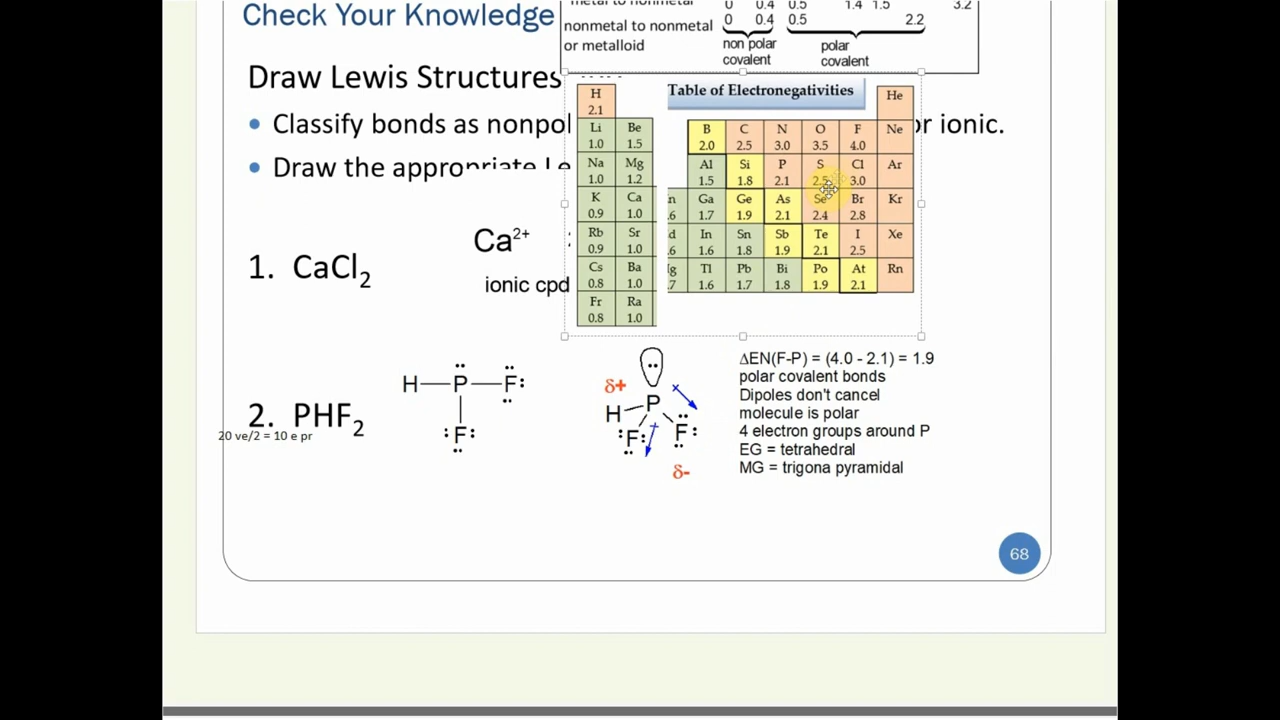 Check Your Knowledge
0 0.4 0.5 1.4 1.5 3.2
nonmetal to nonmetal 0 0.4 0.5 2.2
or metalloid
non polar covalent
polar covalent
Draw Lewis Structures
Table of Electronegativities
• Classify bonds as nonpol
or ionic.
• Draw the appro
H 2.1
He
Li 1.0 Be 1.5
B 2.0 C 2.5 N 3.0 O 3.5 F 4.0 Ne
Na 1.0 Mg 1.2
Al 1.5 Si 1.8 P 2.1 S 2.5 Cl 3.0 Ar
K 0.9 Ca 1.0
n .6 Ga 1.7 Ge 1.9 As 2.1 Se 2.4 Br 2.8 Kr
Rb 0.9 Sr 1.0
d .6 In 1.6 Sn 1.8 Sb 1.9 Te 2.1 I 2.5 Xe
Cs 0.8 Ba 1.0
g .7 Tl 1.6 Pb 1.7 Bi 1.8 Po 1.9 At 2.1 Rn
Fr 0.8 Ra 1.0
1. CaCl2
Ca2+
ionic cpd
2. PHF2
20 ve/2 = 10 e pr
H—P—F:
:F:
δ+
P
H
:F: F:
δ-
ΔEN(F-P) = (4.0 - 2.1) = 1.9
polar covalent bonds
Dipoles don't cancel
molecule is polar
4 electron groups around P
EG = tetrahedral
MG = trigona pyramidal
68